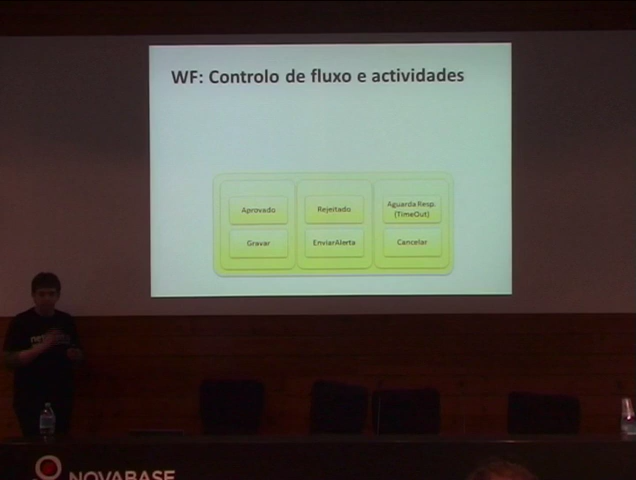 WF: Controlo de fluxo e actividades
Aprovado
Rejeitado
Aguarda Resp.
(TimeOut)
Gravar
EnviarAlerta
Cancelar
NOVABASE